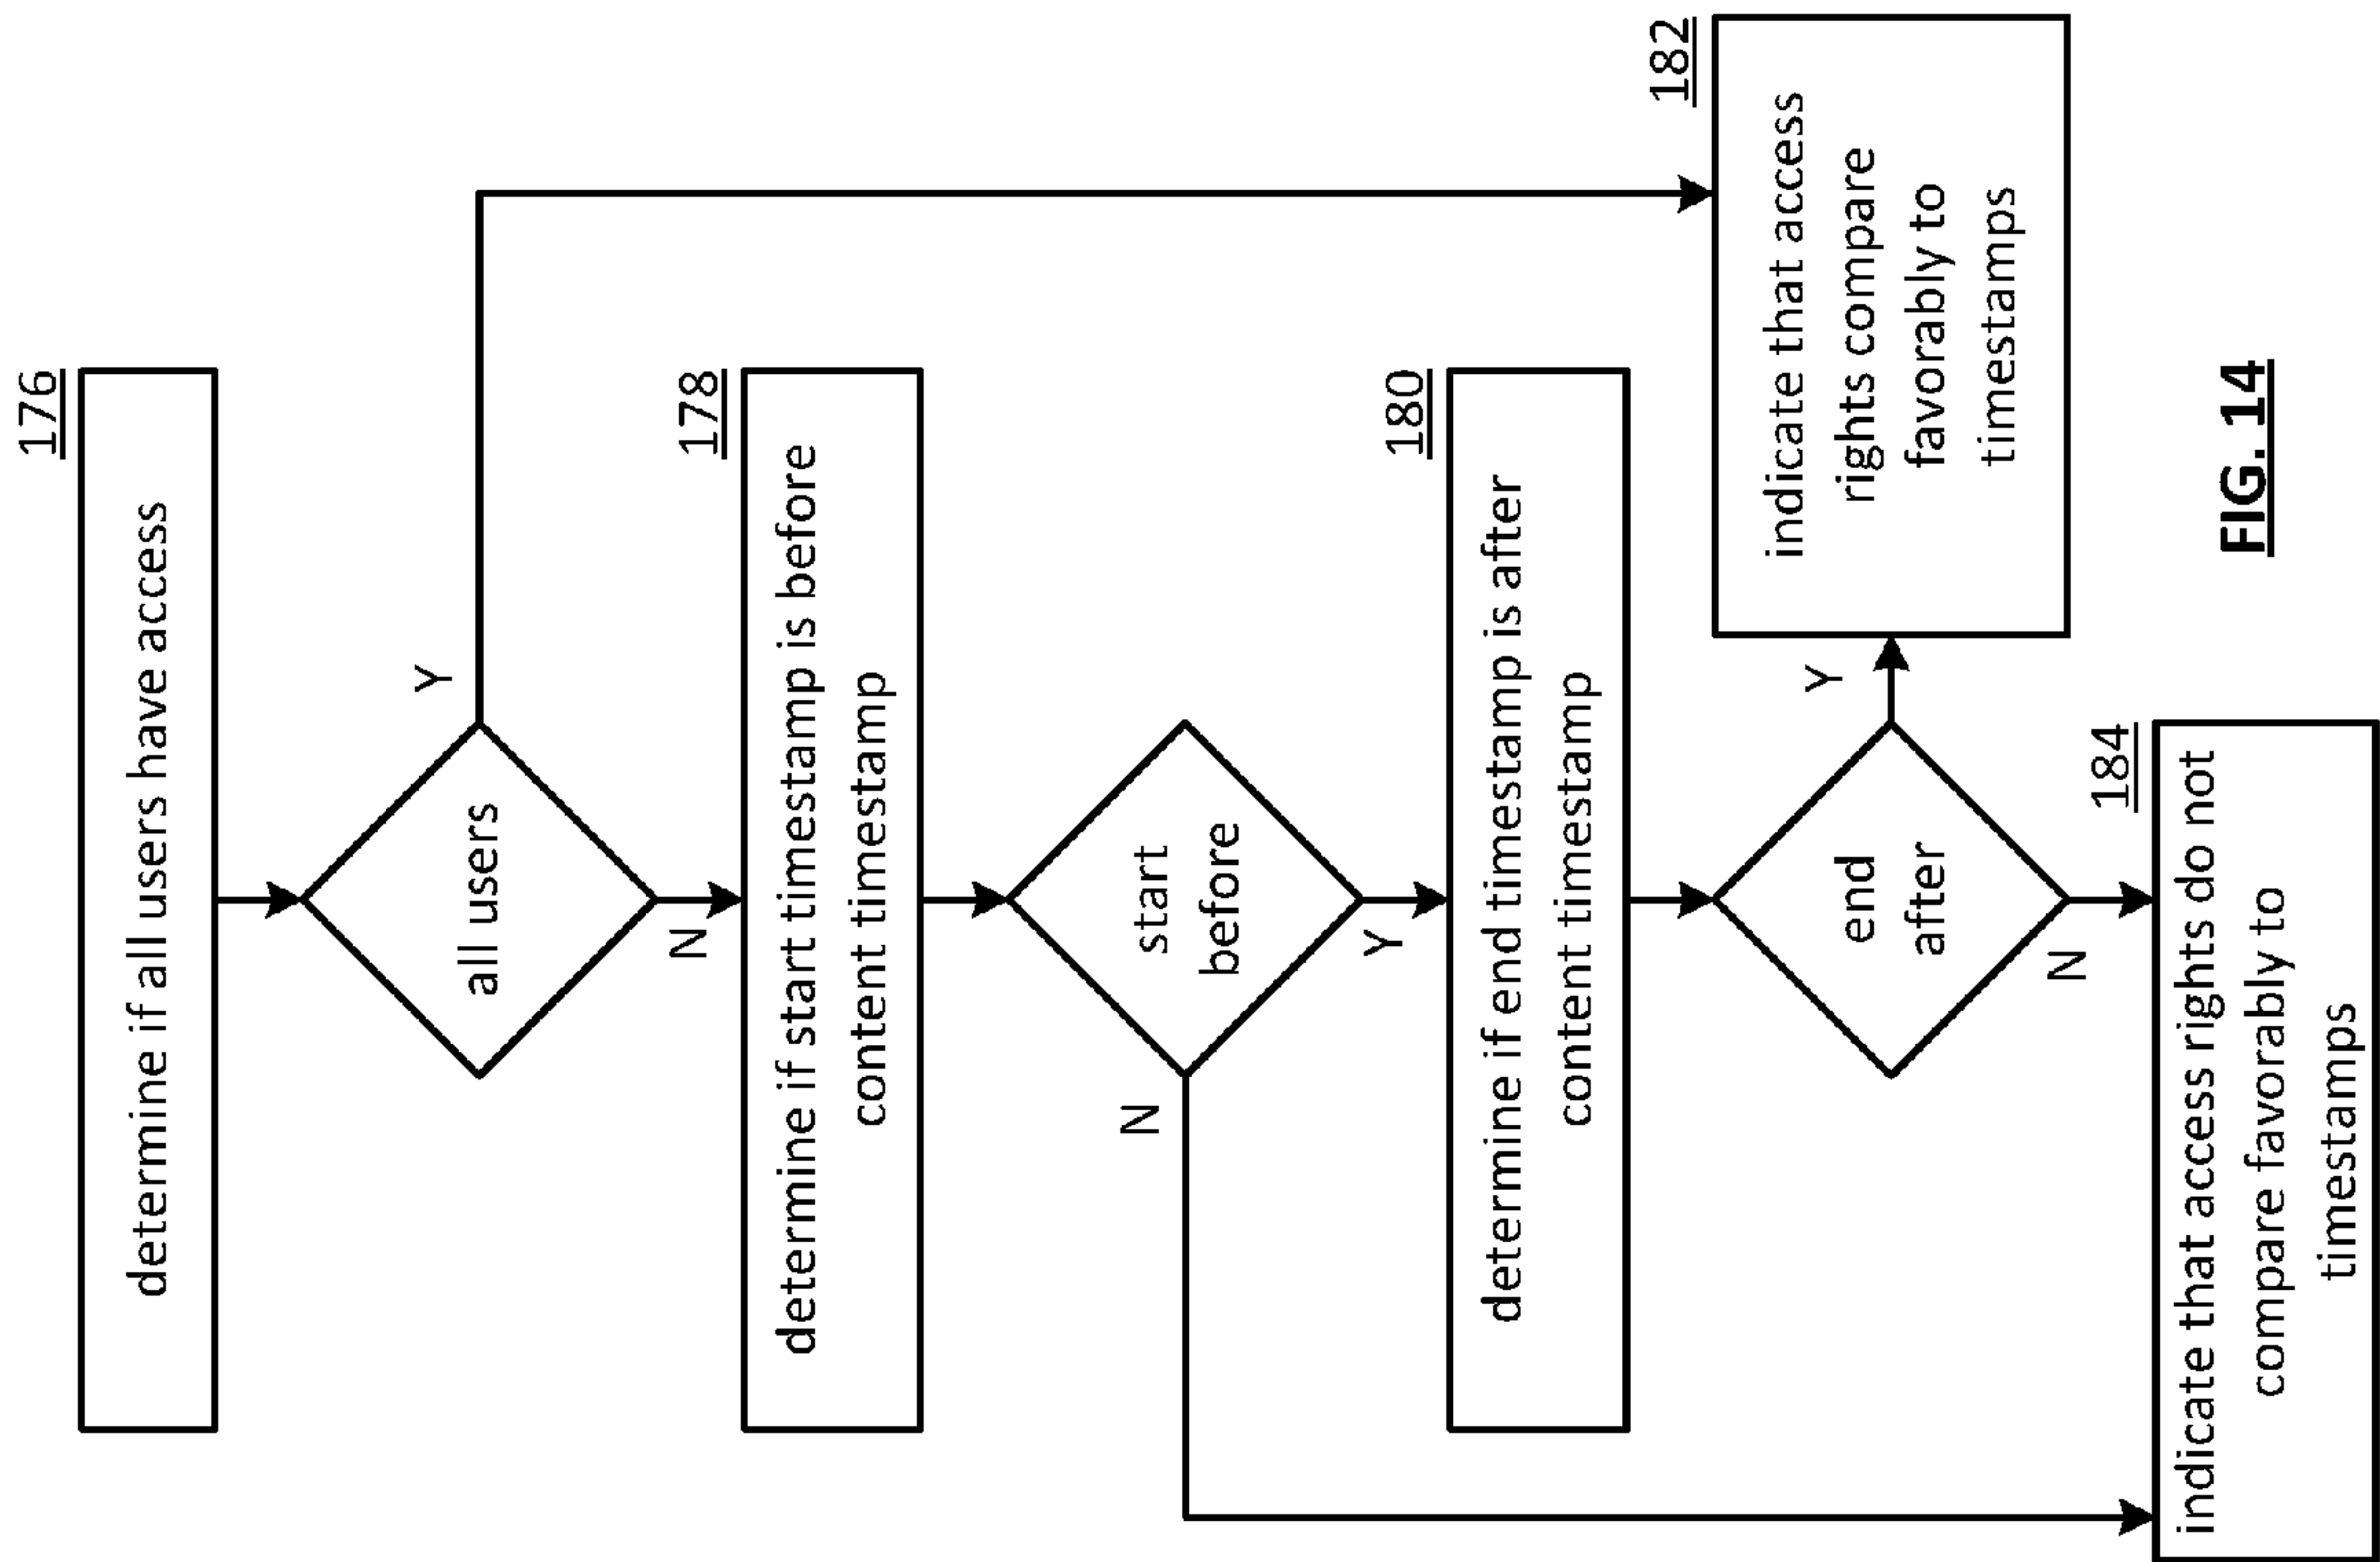 176
determine if all users have access
all users
Y
N
178
determine if start timestamp is before
content timestamp
start
before
N
Y
180
determine if end timestamp is after
content timestamp
end
after
Y
N
182
indicate that access
rights compare
favorably to
timestamps
184
indicate that access rights do not
compare favorably to
timestamps
FIG. 14